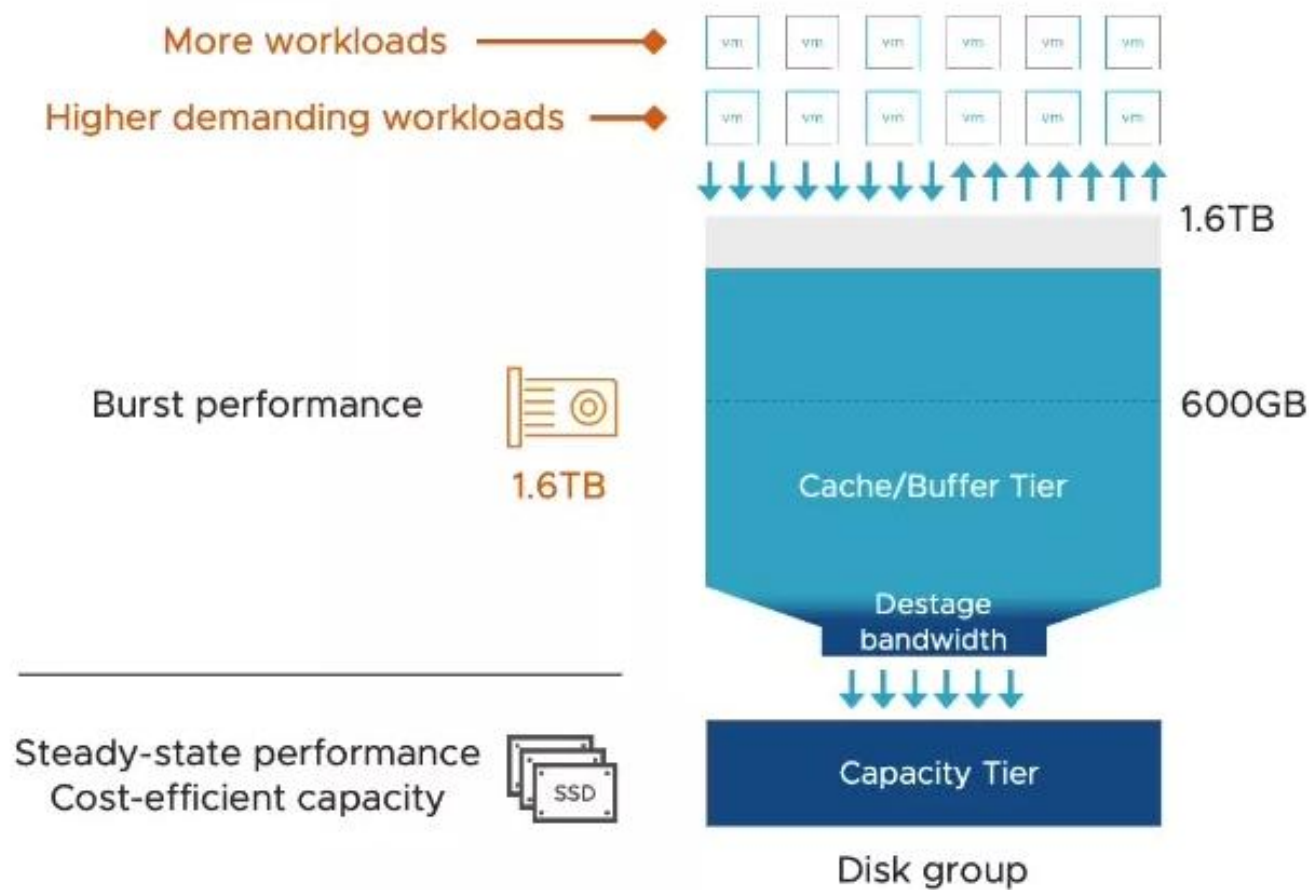 More workloads
vm vm vm vm vm vm
Higher demanding workloads
vm vm vm vm vm vm
1.6TB
Burst performance
600GB
1.6TB
Cache/Buffer Tier
Destage
bandwidth
Steady-state performance
Cost-efficient capacity
SSD
Capacity Tier
Disk group